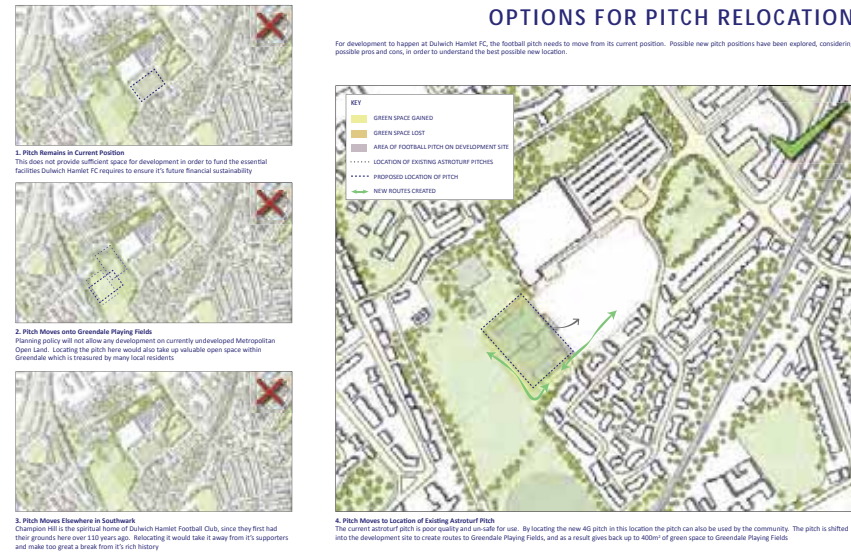 OPTIONS FOR PITCH RELOCATION
For development to happen at Dulwich Hamlet FC, the football pitch needs to move from its current position. Possible new pitch positions have been explored, considerin
possible pros and cons, in order to understand the best possible new location.
1. Pitch Remains in Current Position
This does not provide sufficient space for development in order to fund the essential
facilities Dulwich Hamlet FC requires to ensure it's future financial sustainability
2. Pitch Moves onto Greendale Playing Fields
Planning policy will not allow any development on currently undeveloped Metropolitan
Open Land. Locating the pitch here would also take up valuable open space within
Greendale which is treasured by many local residents
3. Pitch Moves Elsewhere in Southwark
Champion Hill is the spiritual home of Dulwich Hamlet Football Club, since they first had
their grounds here over 110 years ago. Relocating it would take it away from it's supporters
and make too great a break from it's rich history
KEY
GREEN SPACE GAINED
GREEN SPACE LOST
AREA OF FOOTBALL PITCH ON DEVELOPMENT SITE
LOCATION OF EXISTING ASTROTURF PITCHES
PROPOSED LOCATION OF PITCH
NEW ROUTES CREATED
4. Pitch Moves to Location of Existing Astroturf Pitch
The current astroturf pitch is poor quality and un-safe for use. By locating the new 4G pitch in this location the pitch can also be used by the community. The pitch is shifted
into the development site to create routes to Greendale Playing Fields, and as a result gives back up to 400m² of green space to Greendale Playing Fields